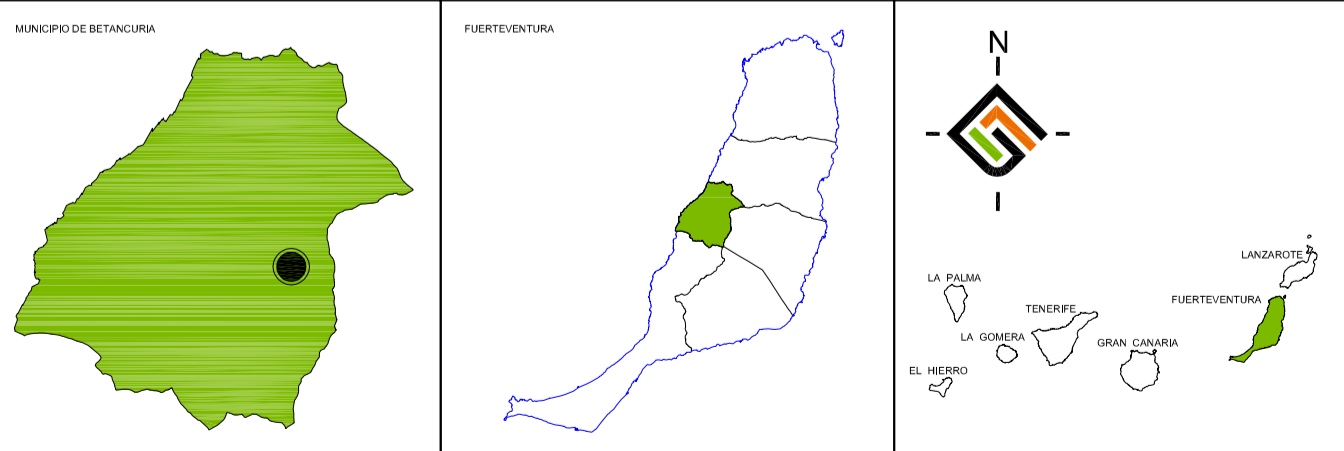 MUNICIPIO DE BETANCURIA
FUERTEVENTURA
N
LANZAROTE
LA PALMA
FUERTEVENTURA
TENERIFE
LA GOMERA
GRAN CANARIA
EL HIERRO